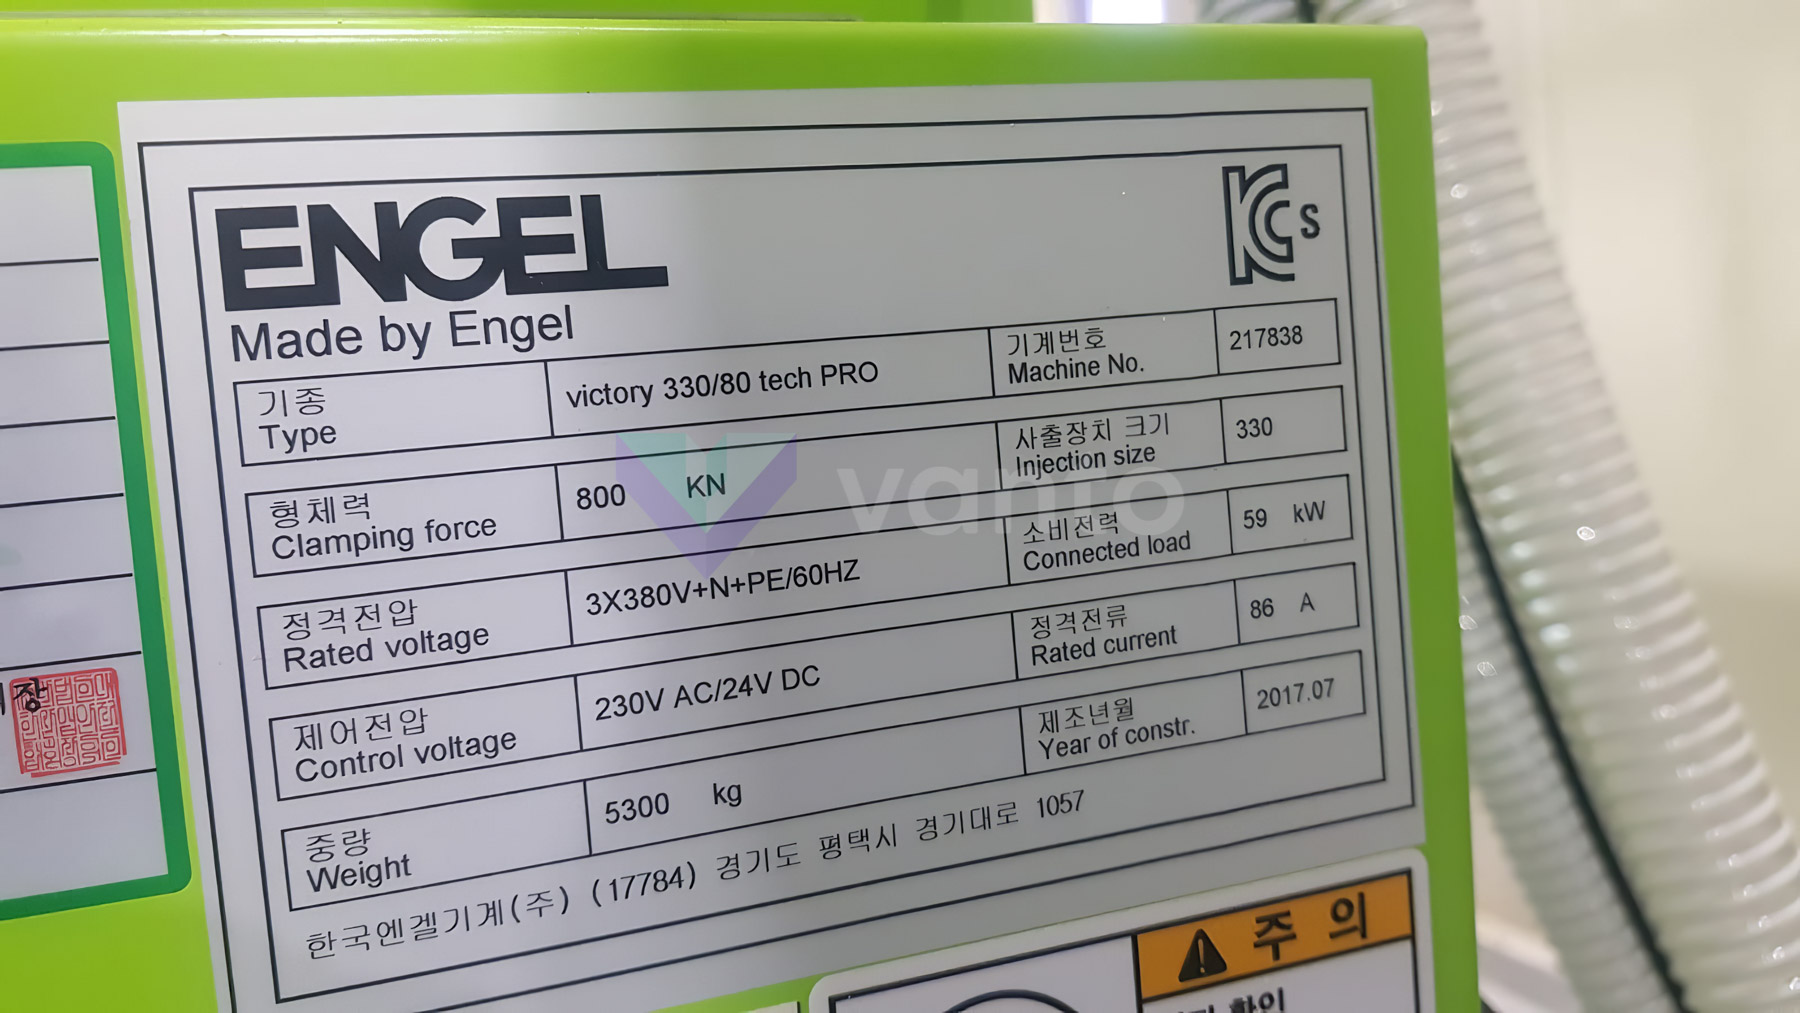 ENGEL
Made by Engel
기종
Type
victory 330/80 tech PRO
기계번호
Machine No.
217838
형체력
Clamping force
800 KN
사출장치 크기
Injection size
330
정격전압
Rated voltage
3X380V+N+PE/60HZ
소비전력
Connected load
59 kW
제어전압
Control voltage
230V AC/24V DC
정격전류
Rated current
86 A
중량
Weight
5300 kg
제조년월
Year of constr.
2017.07
한국엔겔기계(주) (17784) 경기도 평택시 경기대로 1057
장
주 의
확인